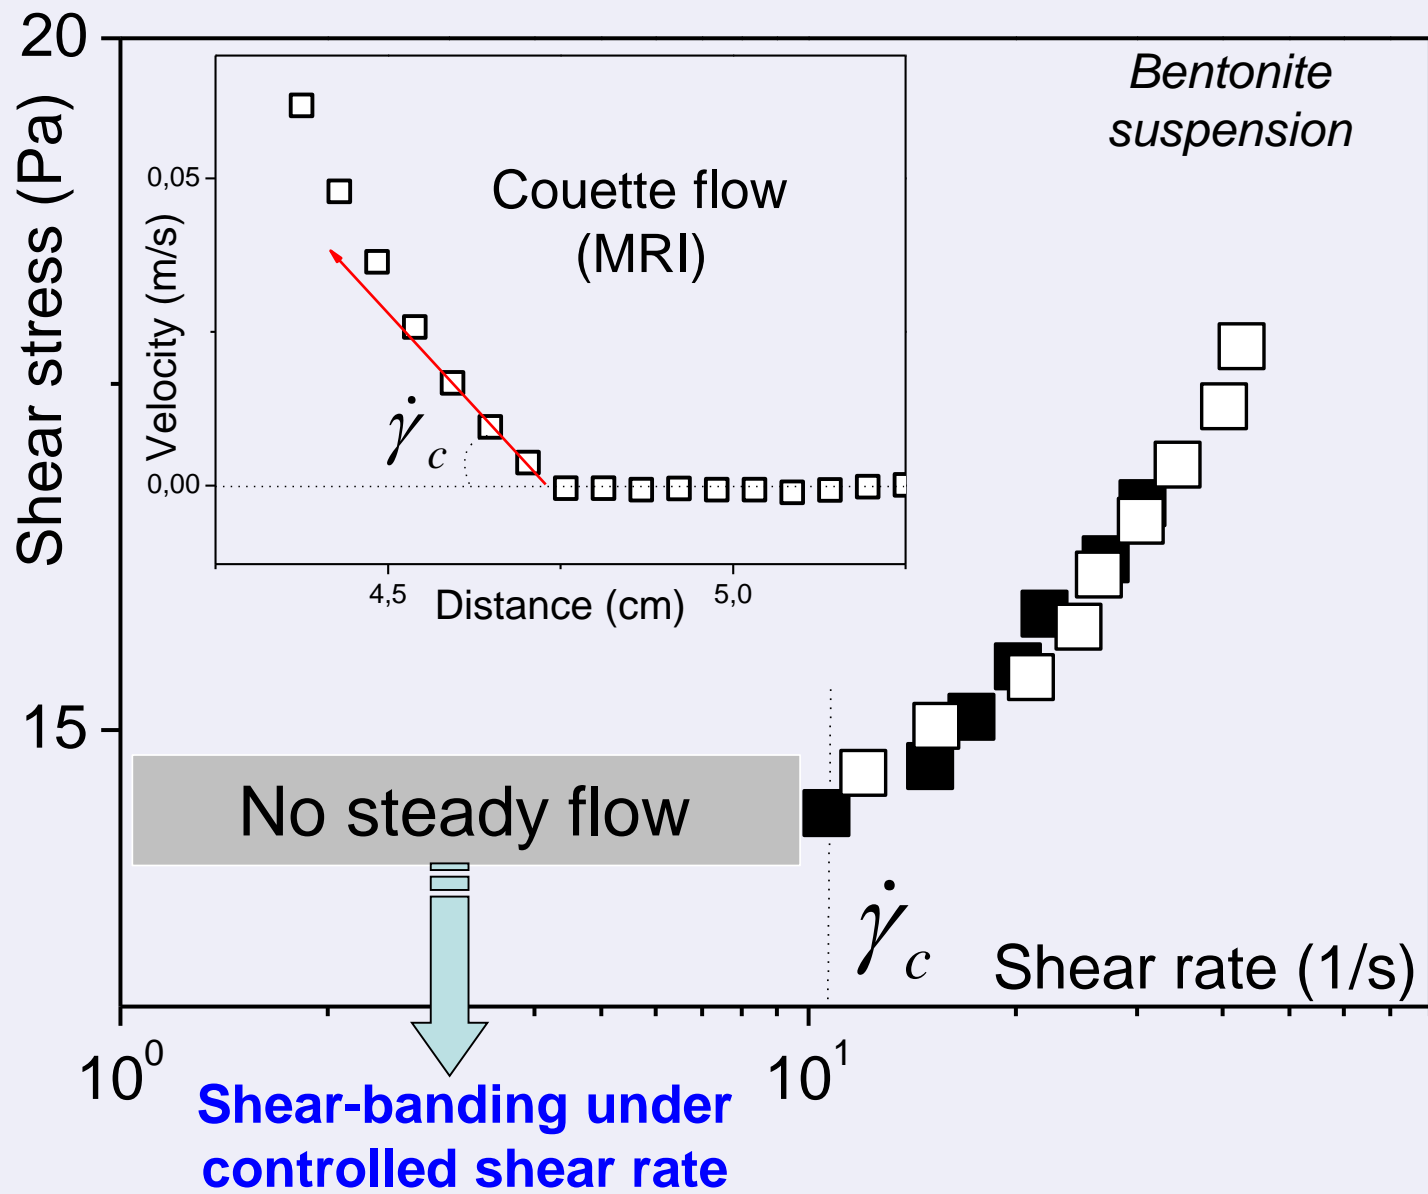 20
Bentonite
suspension
Shear stress (Pa)
0,05
Couette flow
(MRI)
Velocity (m/s)
γ̇c
0,00
4,5
Distance (cm)
5,0
15
No steady flow
γ̇c
Shear rate (1/s)
10⁰
10¹
Shear-banding under
controlled shear rate